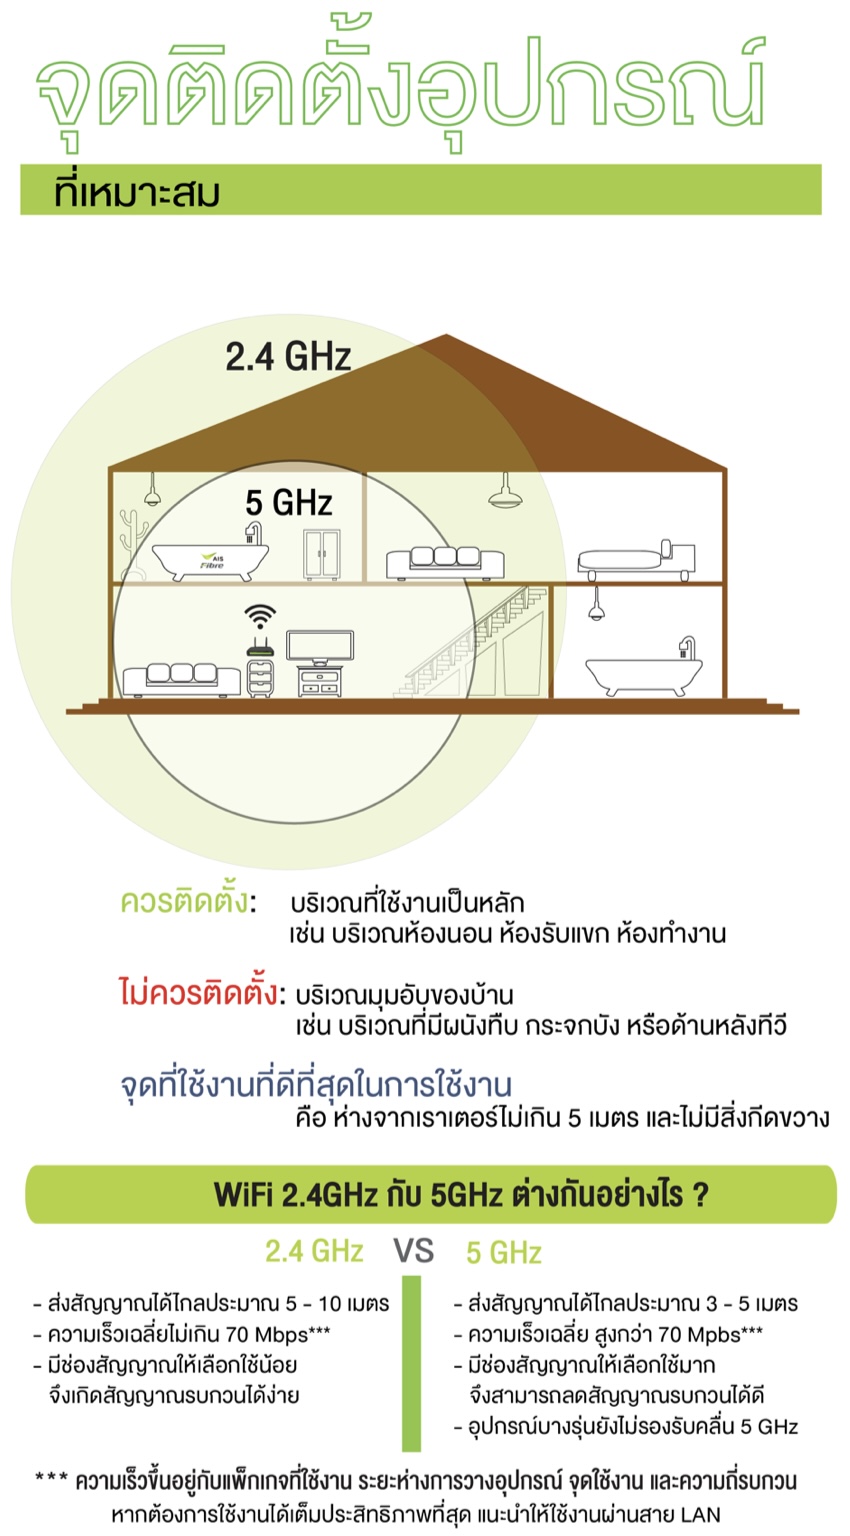 จุดติดตั้งอุปกรณ์
ที่เหมาะสม
2.4 GHz
5 GHz
AIS
Fibre
ควรติดตั้ง: บริเวณที่ใช้งานเป็นหลัก
เช่น บริเวณห้องนอน ห้องรับแขก ห้องทำงาน
ไม่ควรติดตั้ง: บริเวณมุมอับของบ้าน
เช่น บริเวณที่มีผนังทึบ กระจกบัง หรือด้านหลังทีวี
จุดที่ใช้งานที่ดีที่สุดในการใช้งาน
คือ ห่างจากเราเตอร์ไม่เกิน 5 เมตร และไม่มีสิ่งกีดขวาง
WiFi 2.4GHz กับ 5GHz ต่างกันอย่างไร ?
2.4 GHz VS 5 GHz
- ส่งสัญญาณได้ไกลประมาณ 5 - 10 เมตร
- ความเร็วเฉลี่ยไม่เกิน 70 Mbps***
- มีช่องสัญญาณให้เลือกใช้น้อย
จึงเกิดสัญญาณรบกวนได้ง่าย
- ส่งสัญญาณได้ไกลประมาณ 3 - 5 เมตร
- ความเร็วเฉลี่ย สูงกว่า 70 Mpbs***
- มีช่องสัญญาณให้เลือกใช้มาก
จึงสามารถลดสัญญาณรบกวนได้ดี
- อุปกรณ์บางรุ่นยังไม่รองรับคลื่น 5 GHz
*** ความเร็วขึ้นอยู่กับแพ็กเกจที่ใช้งาน ระยะห่างการวางอุปกรณ์ จุดใช้งาน และความถี่รบกวน
หากต้องการใช้งานได้เต็มประสิทธิภาพที่สุด แนะนำให้ใช้งานผ่านสาย LAN